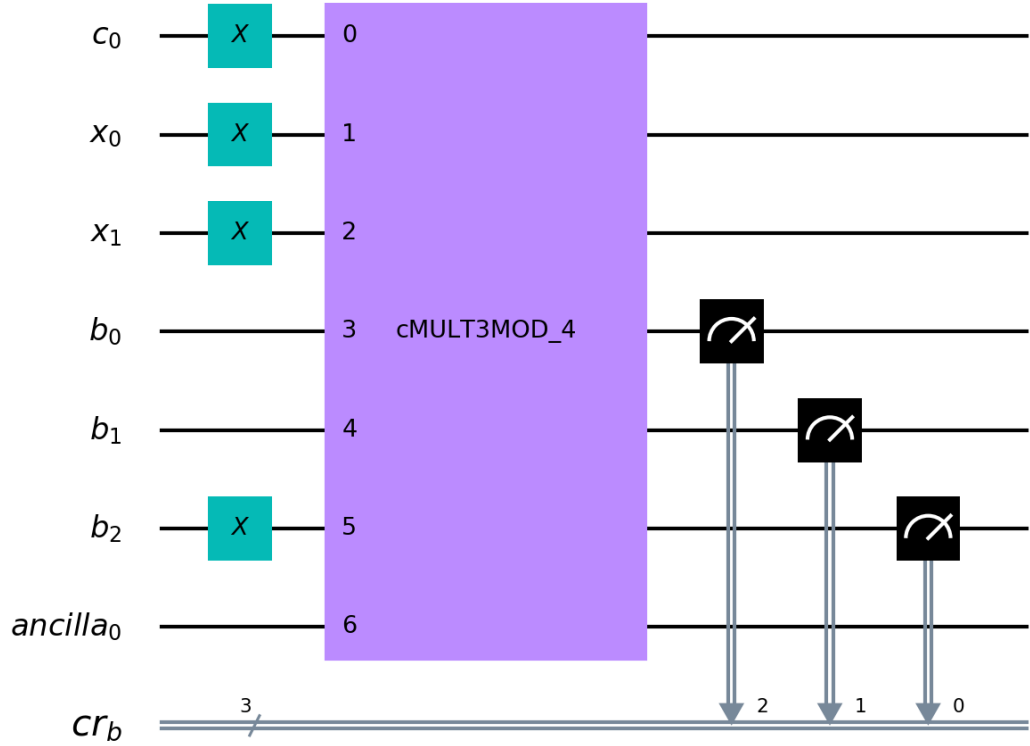 c0 X 0
x0 X 1
x1 X 2
b0 3 cMULT3MOD_4
b1 4
b2 X 5
ancilla0 6
crb 3 2 1 0